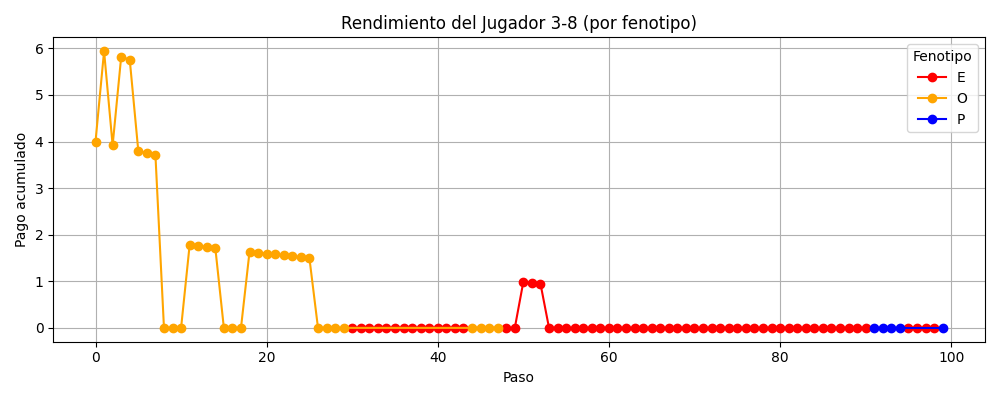 Rendimiento del Jugador 3-8 (por fenotipo)
Pago acumulado
6
5
4
3
2
1
0
Fenotipo
E
O
P
0 20 40 60 80 100
Paso